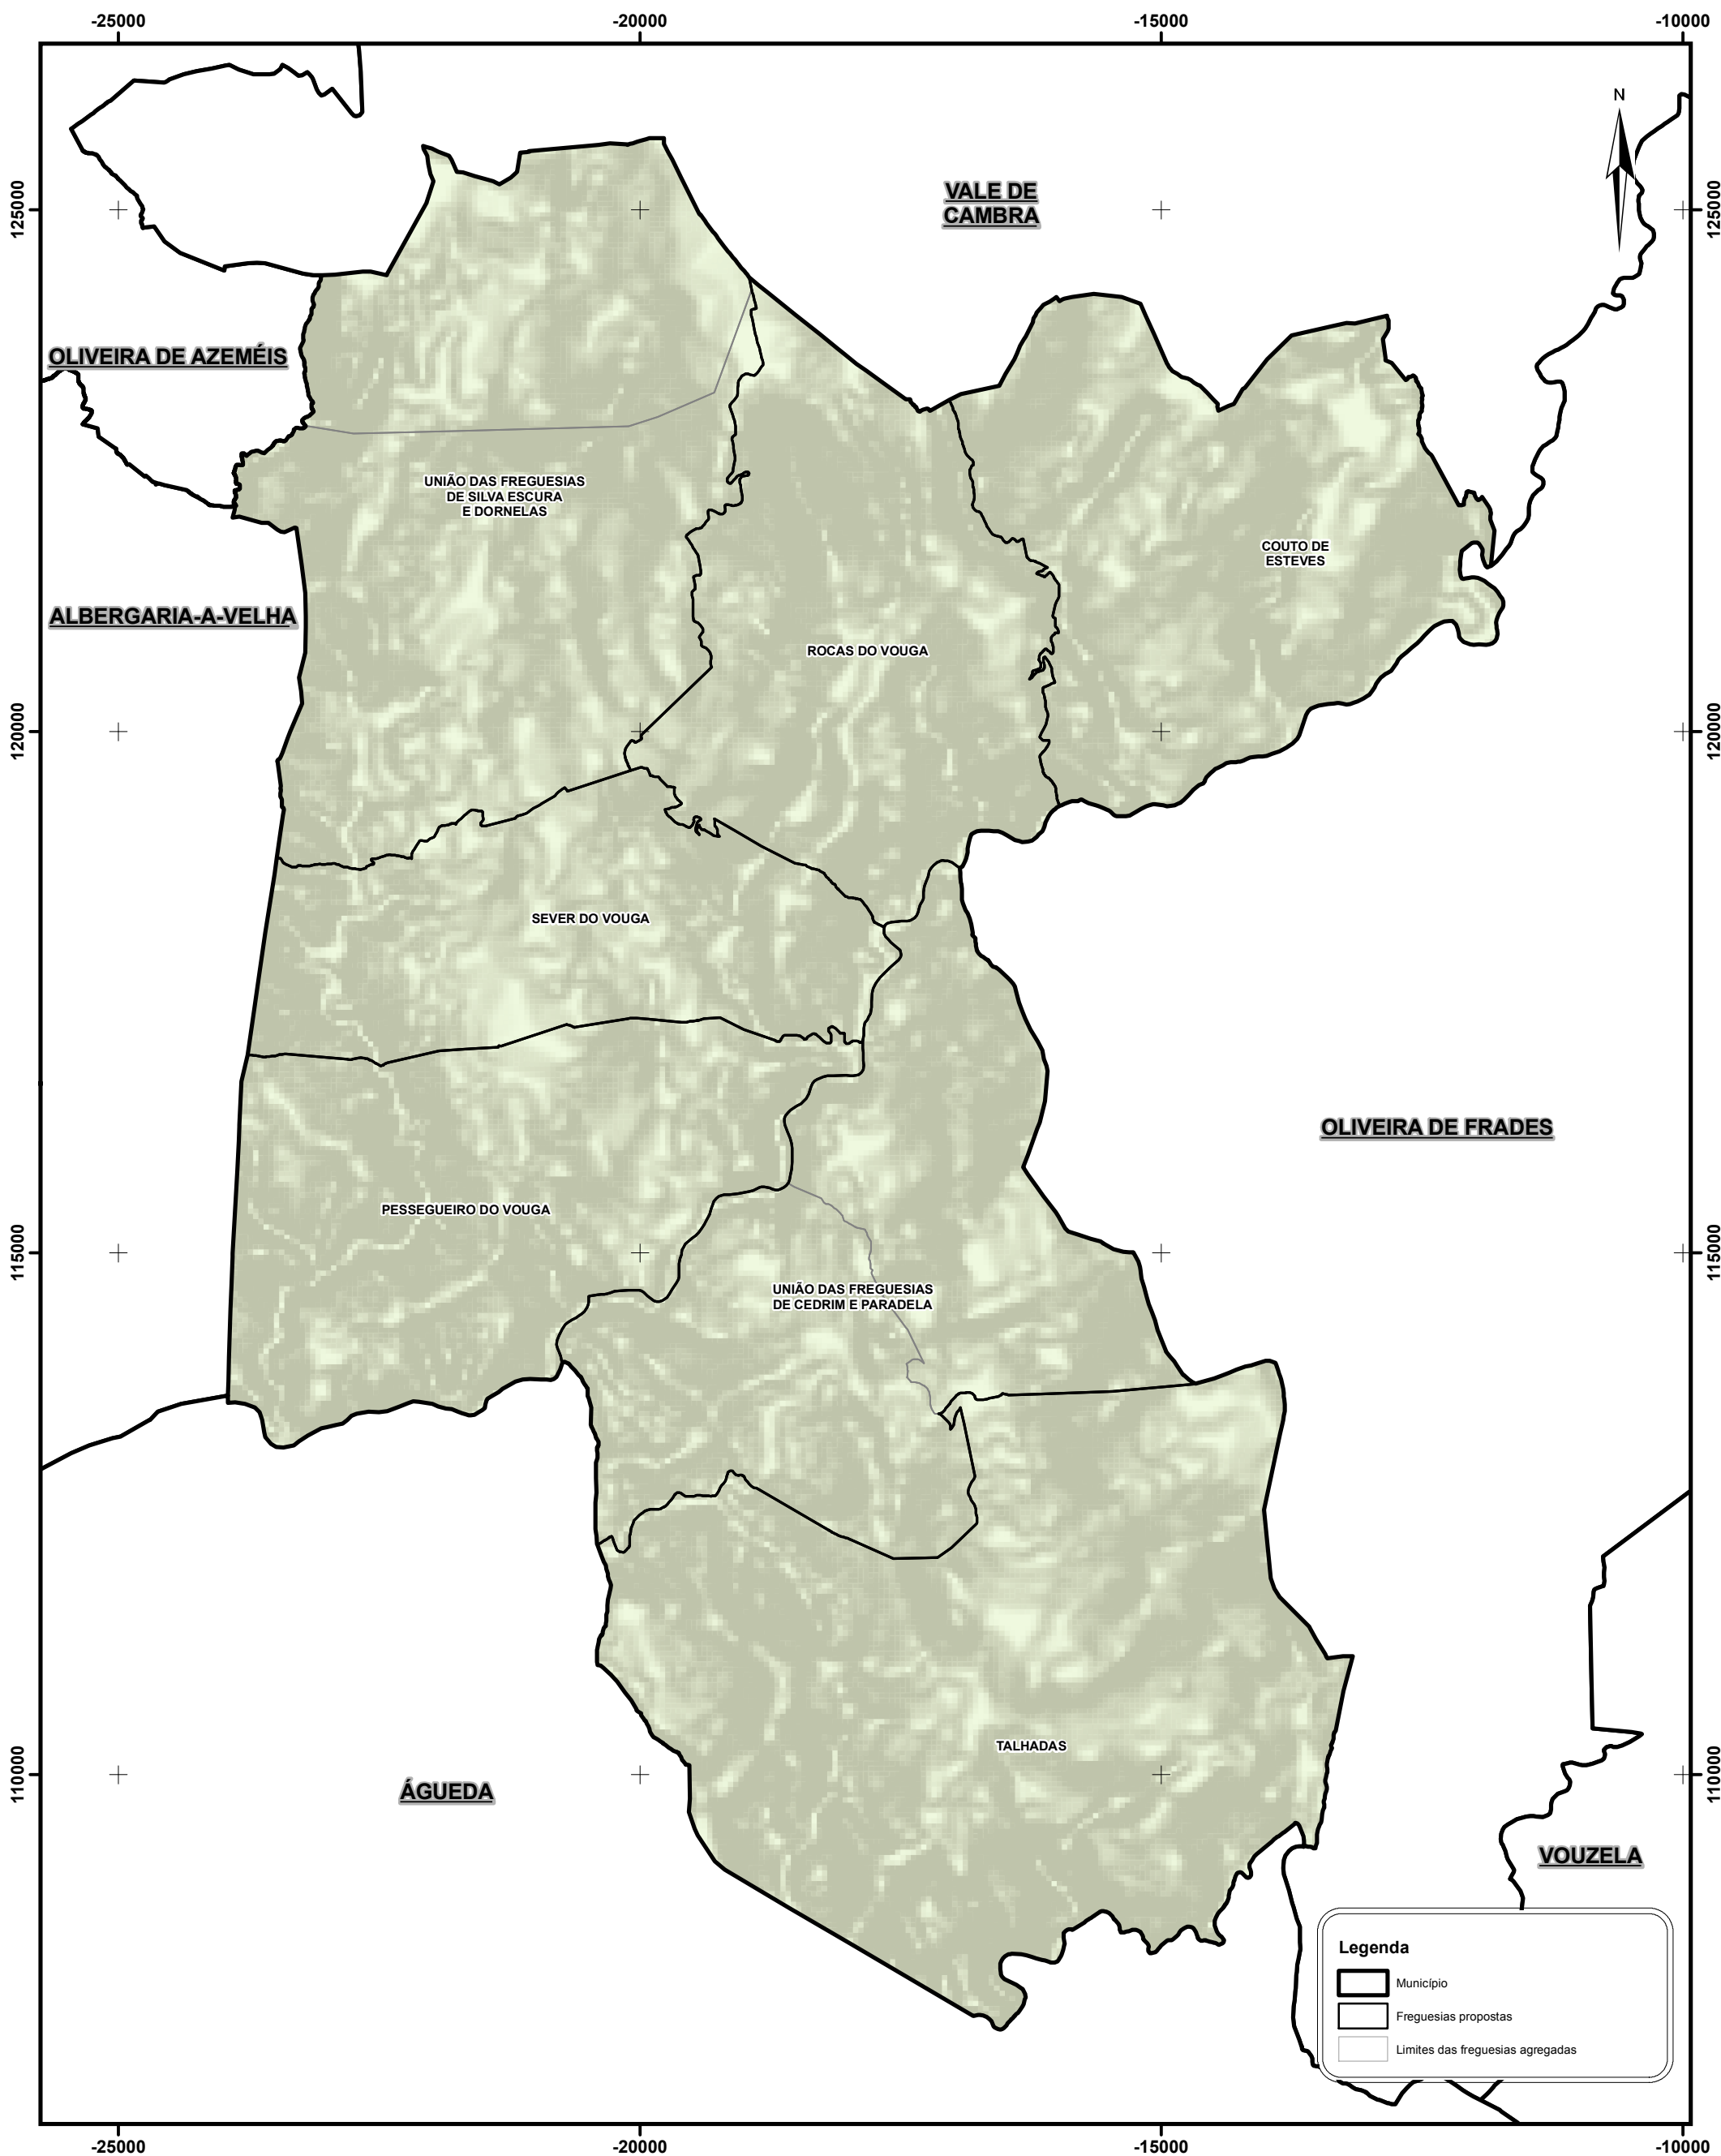 -25000 -20000 -15000 -10000
N
VALE DE
CAMBRA
125000 125000
OLIVEIRA DE AZEMÉIS
UNIÃO DAS FREGUESIAS
DE SILVA ESCURA
E DORNELAS
COUTO DE
ESTEVES
ALBERGARIA-A-VELHA
ROCAS DO VOUGA
120000 120000
SEVER DO VOUGA
OLIVEIRA DE FRADES
PESSEGUEIRO DO VOUGA
115000 115000
UNIÃO DAS FREGUESIAS
DE CEDRIM E PARADELA
TALHADAS
110000 110000
ÁGUEDA
VOUZELA
Legenda
Município
Freguesias propostas
Limites das freguesias agregadas
-25000 -20000 -15000 -10000